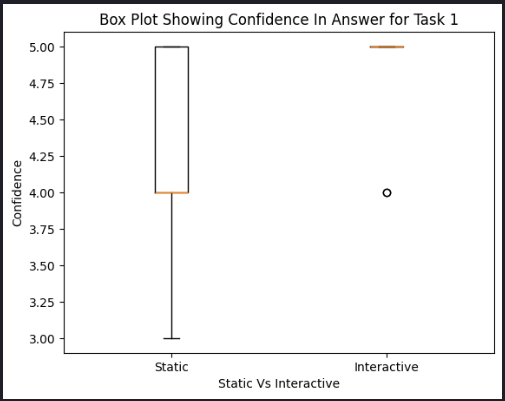 Box Plot Showing Confidence In Answer for Task 1
5.00
4.75
4.50
4.25
4.00
3.75
3.50
3.25
3.00
Confidence
Static
Interactive
Static Vs Interactive